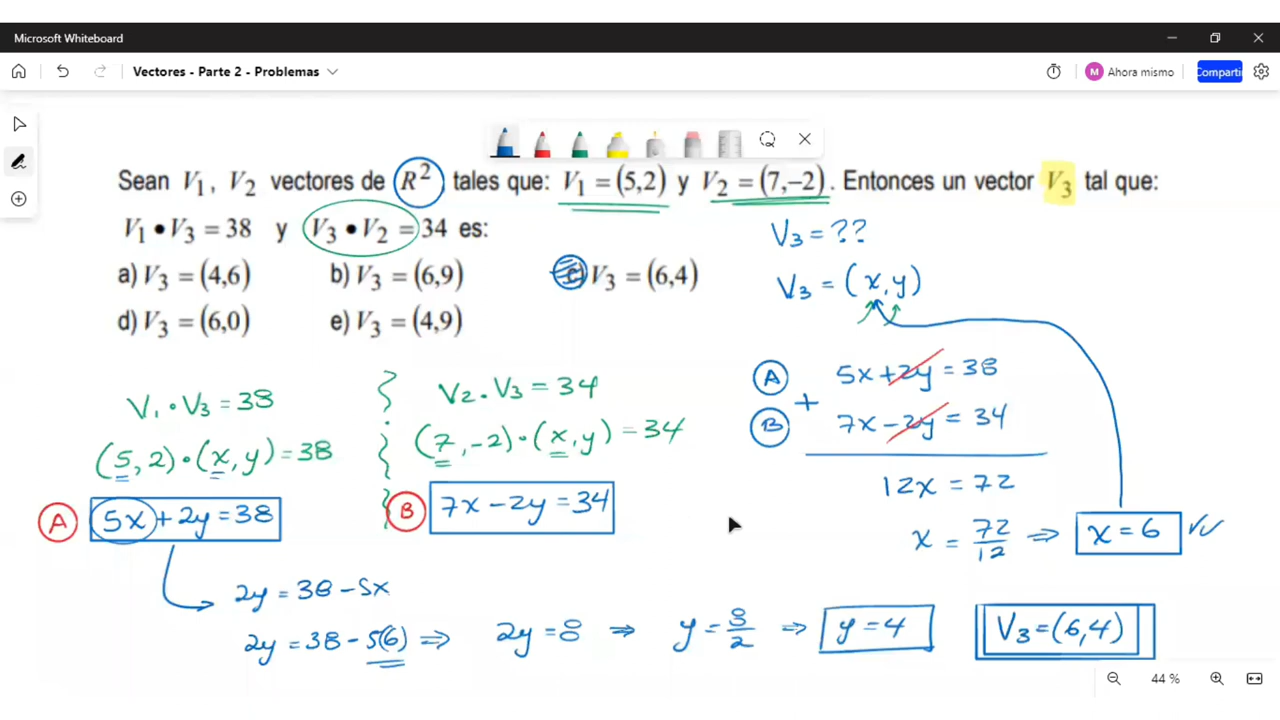 Microsoft Whiteboard
Vectores - Parte 2 - Problemas
M Ahora mismo
Comparti
Sean V₁ , V₂ vectores de R² tales que: V₁ = (5,2) y V₂ = (7,−2). Entonces un vector V₃ tal que:
V₁ • V₃ = 38 y V₃ • V₂ = 34 es:
a) V₃ = (4,6) b) V₃ = (6,9) c) V₃ = (6,4)
d) V₃ = (6,0) e) V₃ = (4,9)
V₃ = ??
V₃ = (x,y)
V₁ • V₃ = 38
(5,2) • (x,y) = 38
A 5x + 2y = 38
V₂ • V₃ = 34
(7,-2) • (x,y) = 34
B 7x - 2y = 34
A 5x + 2y = 38
+
B 7x - 2y = 34
12x = 72
x = 72/12 ⇒ x = 6
2y = 38 - 5x
2y = 38 - 5(6) ⇒ 2y = 8 ⇒ y = 8/2 ⇒ y = 4
V₃ = (6,4)
44 %